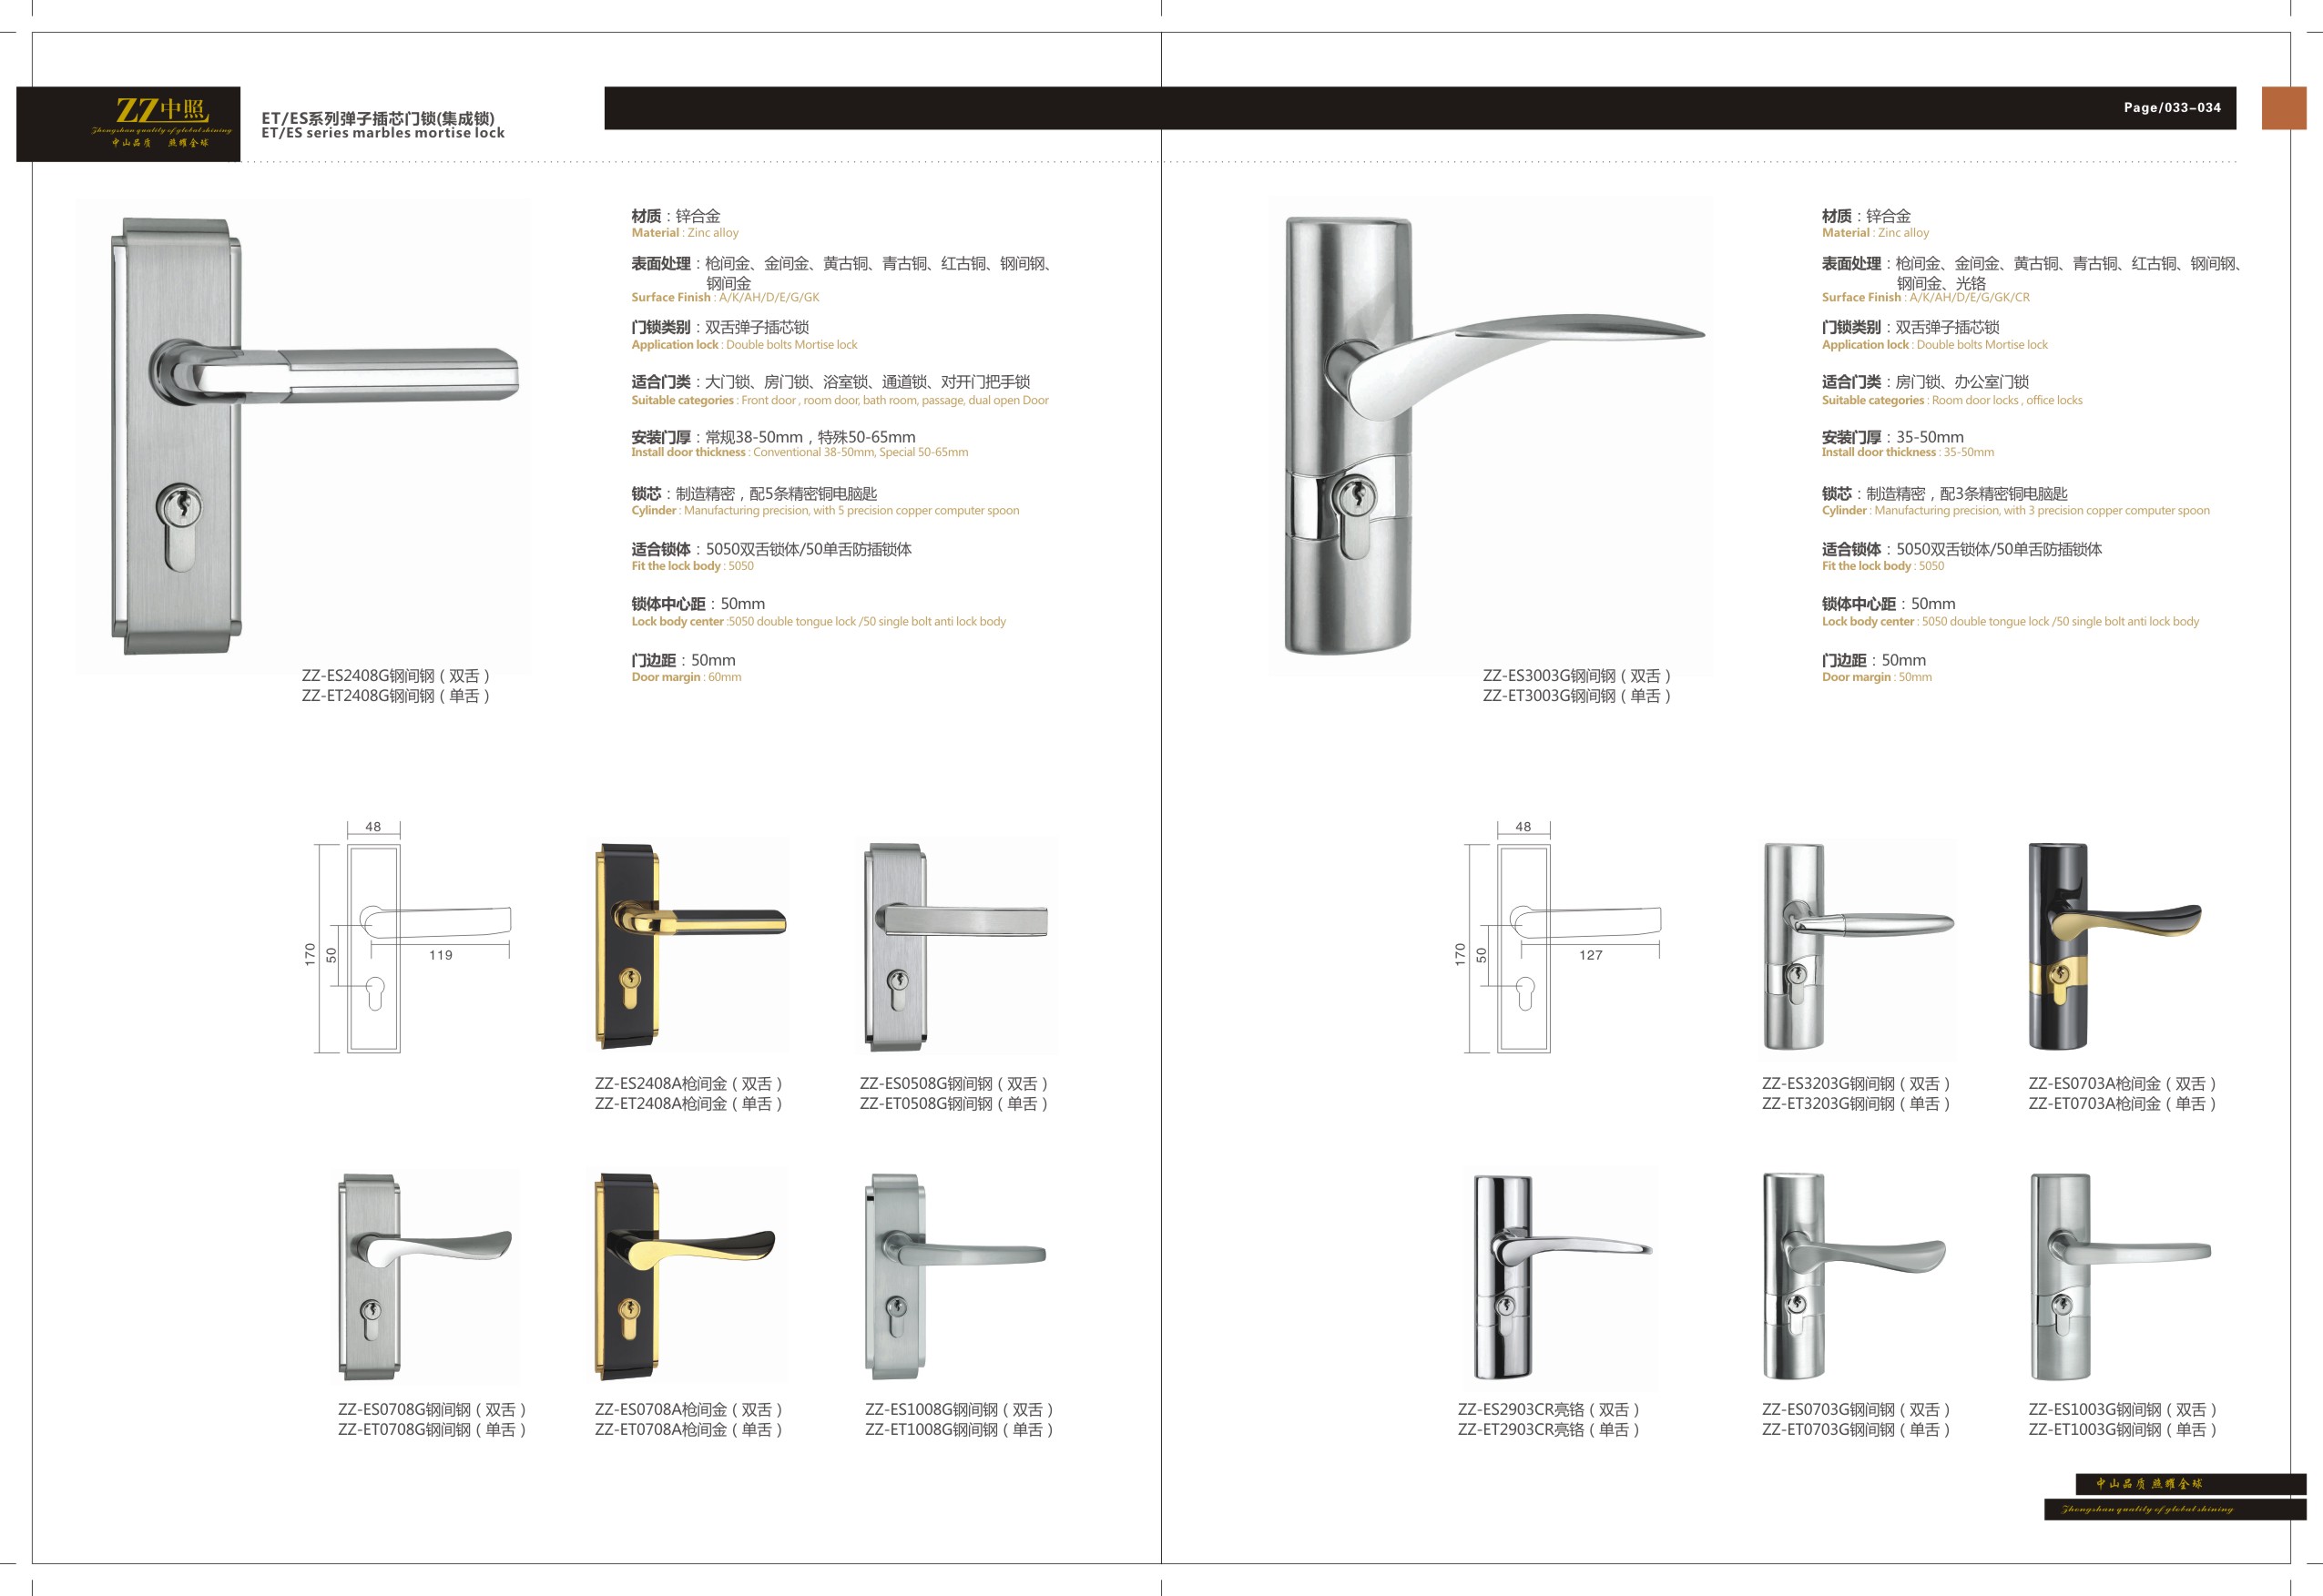 ZZ中照
Zhongshan quality of global shining
中山品质 照耀全球
ET/ES系列弹子插芯门锁(集成锁)
ET/ES series marbles mortise lock
Page/033-034
材质：锌合金
Material : Zinc alloy
表面处理：枪间金、金间金、黄古铜、青古铜、红古铜、钢间钢、
钢间金
Surface Finish : A/K/AH/D/E/G/GK
门锁类别：双舌弹子插芯锁
Application lock : Double bolts Mortise lock
适合门类：大门锁、房门锁、浴室锁、通道锁、对开门把手锁
Suitable categories : Front door , room door, bath room, passage, dual open Door
安装门厚：常规38-50mm，特殊50-65mm
Install door thickness : Conventional 38-50mm, Special 50-65mm
锁芯：制造精密，配5条精密铜电脑匙
Cylinder : Manufacturing precision, with 5 precision copper computer spoon
适合锁体：5050双舌锁体/50单舌防插锁体
Fit the lock body : 5050
锁体中心距：50mm
Lock body center :5050 double tongue lock /50 single bolt anti lock body
门边距：50mm
Door margin : 60mm
ZZ-ES2408G钢间钢（双舌）
ZZ-ET2408G钢间钢（单舌）
48
170
50
119
ZZ-ES2408A枪间金（双舌）
ZZ-ET2408A枪间金（单舌）
ZZ-ES0508G钢间钢（双舌）
ZZ-ET0508G钢间钢（单舌）
ZZ-ES0708G钢间钢（双舌）
ZZ-ET0708G钢间钢（单舌）
ZZ-ES0708A枪间金（双舌）
ZZ-ET0708A枪间金（单舌）
ZZ-ES1008G钢间钢（双舌）
ZZ-ET1008G钢间钢（单舌）
材质：锌合金
Material : Zinc alloy
表面处理：枪间金、金间金、黄古铜、青古铜、红古铜、钢间钢、
钢间金、光铬
Surface Finish : A/K/AH/D/E/G/GK/CR
门锁类别：双舌弹子插芯锁
Application lock : Double bolts Mortise lock
适合门类：房门锁、办公室门锁
Suitable categories : Room door locks , office locks
安装门厚：35-50mm
Install door thickness : 35-50mm
锁芯：制造精密，配3条精密铜电脑匙
Cylinder : Manufacturing precision, with 3 precision copper computer spoon
适合锁体：5050双舌锁体/50单舌防插锁体
Fit the lock body : 5050
锁体中心距：50mm
Lock body center : 5050 double tongue lock /50 single bolt anti lock body
门边距：50mm
Door margin : 50mm
ZZ-ES3003G钢间钢（双舌）
ZZ-ET3003G钢间钢（单舌）
48
170
50
127
ZZ-ES3203G钢间钢（双舌）
ZZ-ET3203G钢间钢（单舌）
ZZ-ES0703A枪间金（双舌）
ZZ-ET0703A枪间金（单舌）
ZZ-ES2903CR亮铬（双舌）
ZZ-ET2903CR亮铬（单舌）
ZZ-ES0703G钢间钢（双舌）
ZZ-ET0703G钢间钢（单舌）
ZZ-ES1003G钢间钢（双舌）
ZZ-ET1003G钢间钢（单舌）
中山品质 照耀全球
Zhongshan quality of global shining